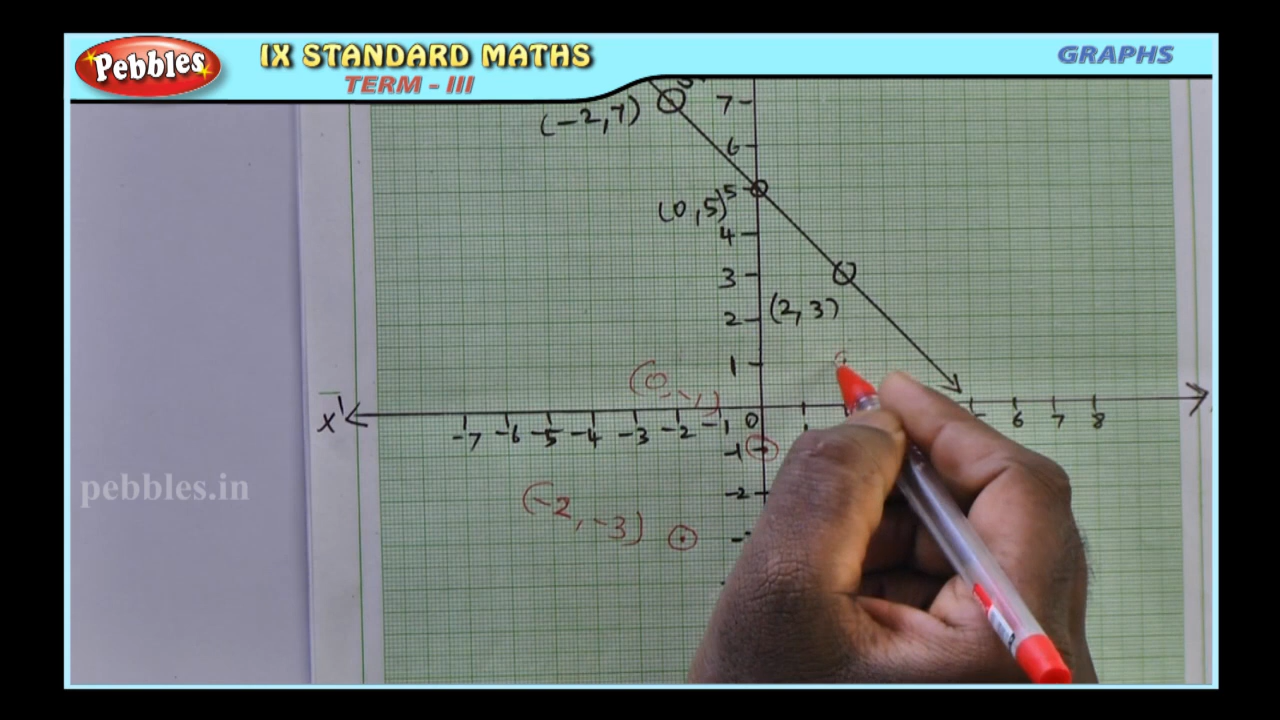 Pebbles
IX STANDARD MATHS
TERM - III
GRAPHS
(-2, 7)
7
6
5
(0, 5)
4
3
(2, 3)
2
1
(0, -1)
x'
-7 -6 -5 -4 -3 -2 -1 0 1 6 7 8
-1
-2
(-2, -3)
pebbles.in